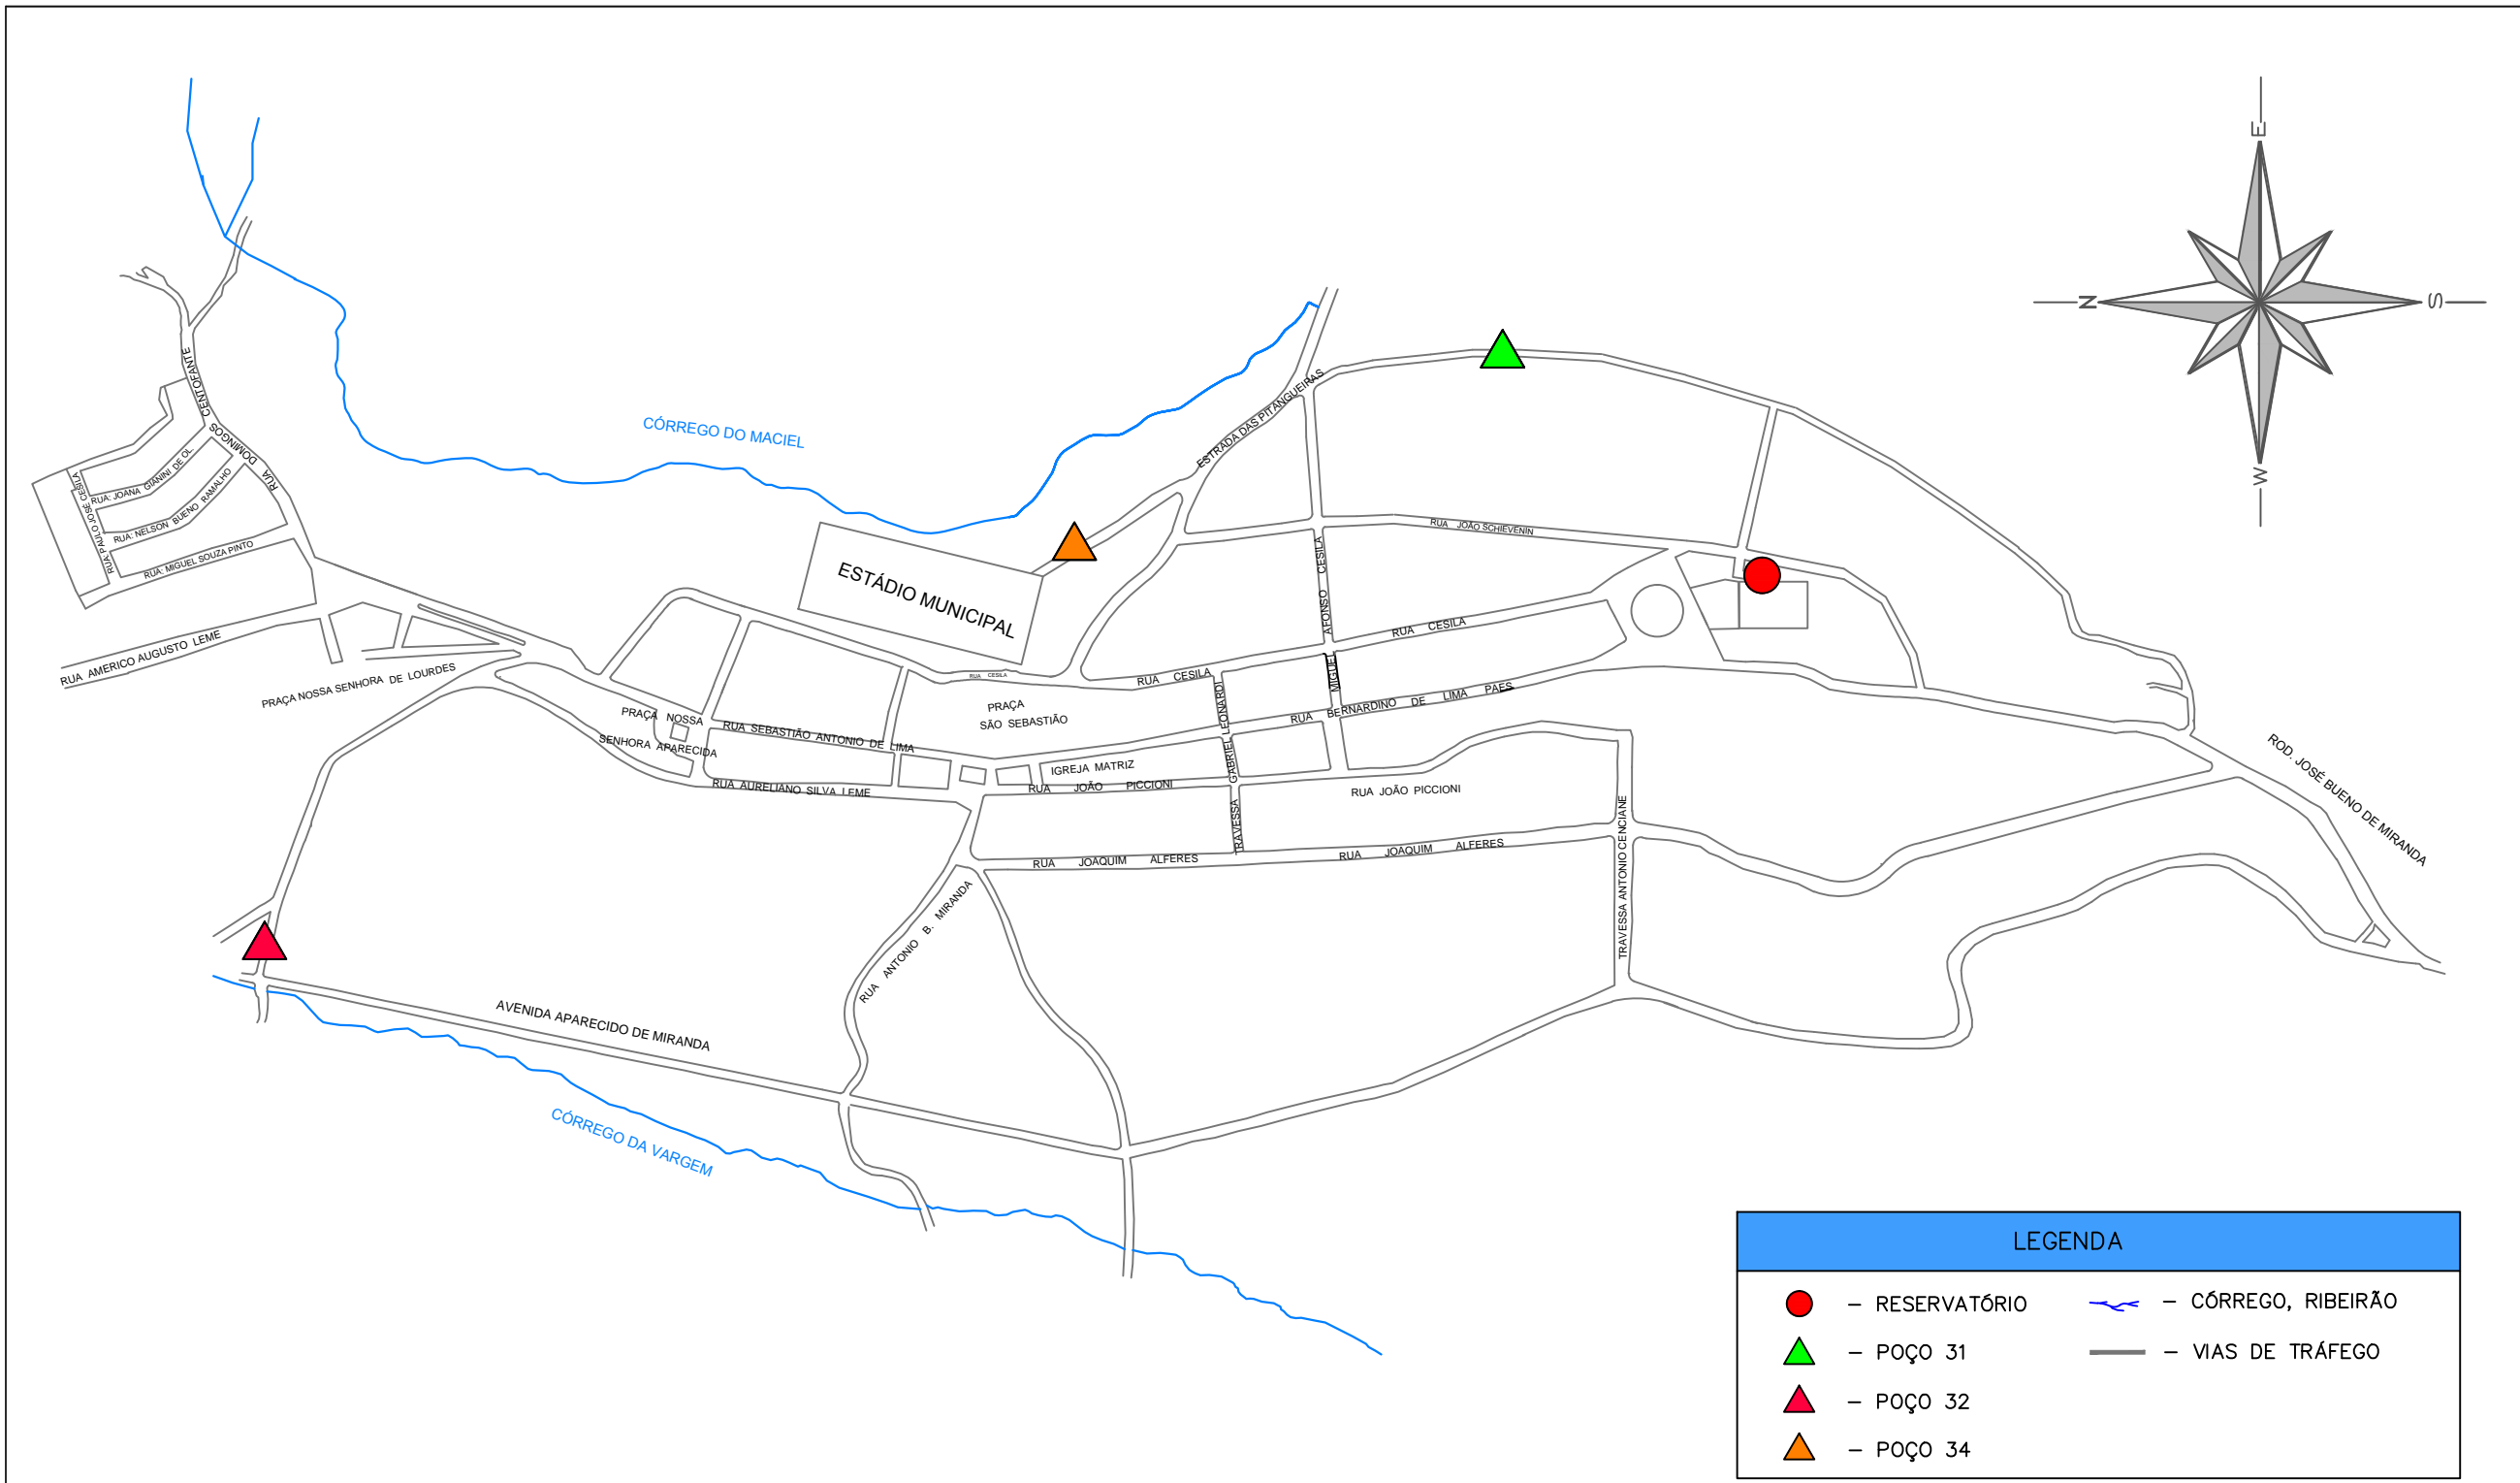 E
N
S
W
CÓRREGO DO MACIEL
ESTRADA DAS PITANGUEIRAS
CENTOFANTE
DOMINGOS
RUA
RUA: JOANA GIANINI DE OL.
RUA: NELSON BUENO RAMALHO
RUA: PAULO JOSÉ CESILA
RUA: MIGUEL SOUZA PINTO
RUA AMERICO AUGUSTO LEME
PRAÇA NOSSA SENHORA DE LOURDES
ESTÁDIO MUNICIPAL
RUA JOÃO SCHIEVENIN
MIGUEL AFONSO CESILA
RUA CESILA
RUA CESILA
RUA CESILA
PRAÇA
SÃO SEBASTIÃO
PRAÇA NOSSA
SENHORA APARECIDA
RUA SEBASTIÃO ANTONIO DE LIMA
RUA BERNARDINO DE LIMA PAES
TRAVESSA GABRIEL LEONARDI
IGREJA MATRIZ
RUA AURELIANO SILVA LEME
RUA JOÃO PICCIONI
RUA JOÃO PICCIONI
RUA JOAQUIM ALFERES
RUA JOAQUIM ALFERES
TRAVESSA ANTONIO CENCIANE
ROD. JOSÉ BUENO DE MIRANDA
RUA ANTONIO B. MIRANDA
AVENIDA APARECIDO DE MIRANDA
CÓRREGO DA VARGEM
LEGENDA
– RESERVATÓRIO
– CÓRREGO, RIBEIRÃO
– POÇO 31
– VIAS DE TRÁFEGO
– POÇO 32
– POÇO 34